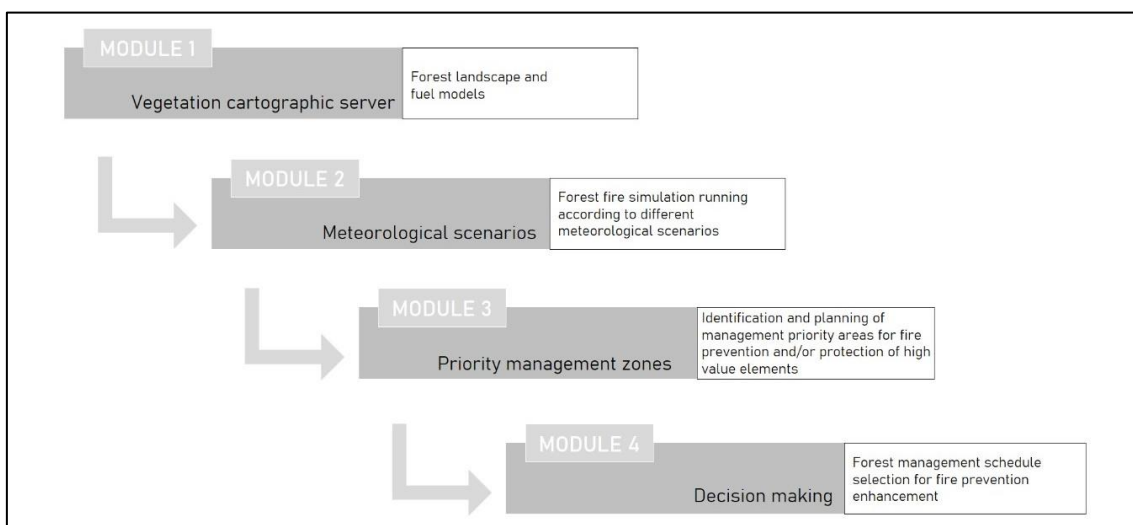 MODULE 1
Vegetation cartographic server
Forest landscape and
fuel models
MODULE 2
Meteorological scenarios
Forest fire simulation running
according to different
meteorological scenarios
MODULE 3
Priority management zones
Identification and planning of
management priority areas for fire
prevention and/or protection of high
value elements
MODULE 4
Decision making
Forest management schedule
selection for fire prevention
enhancement